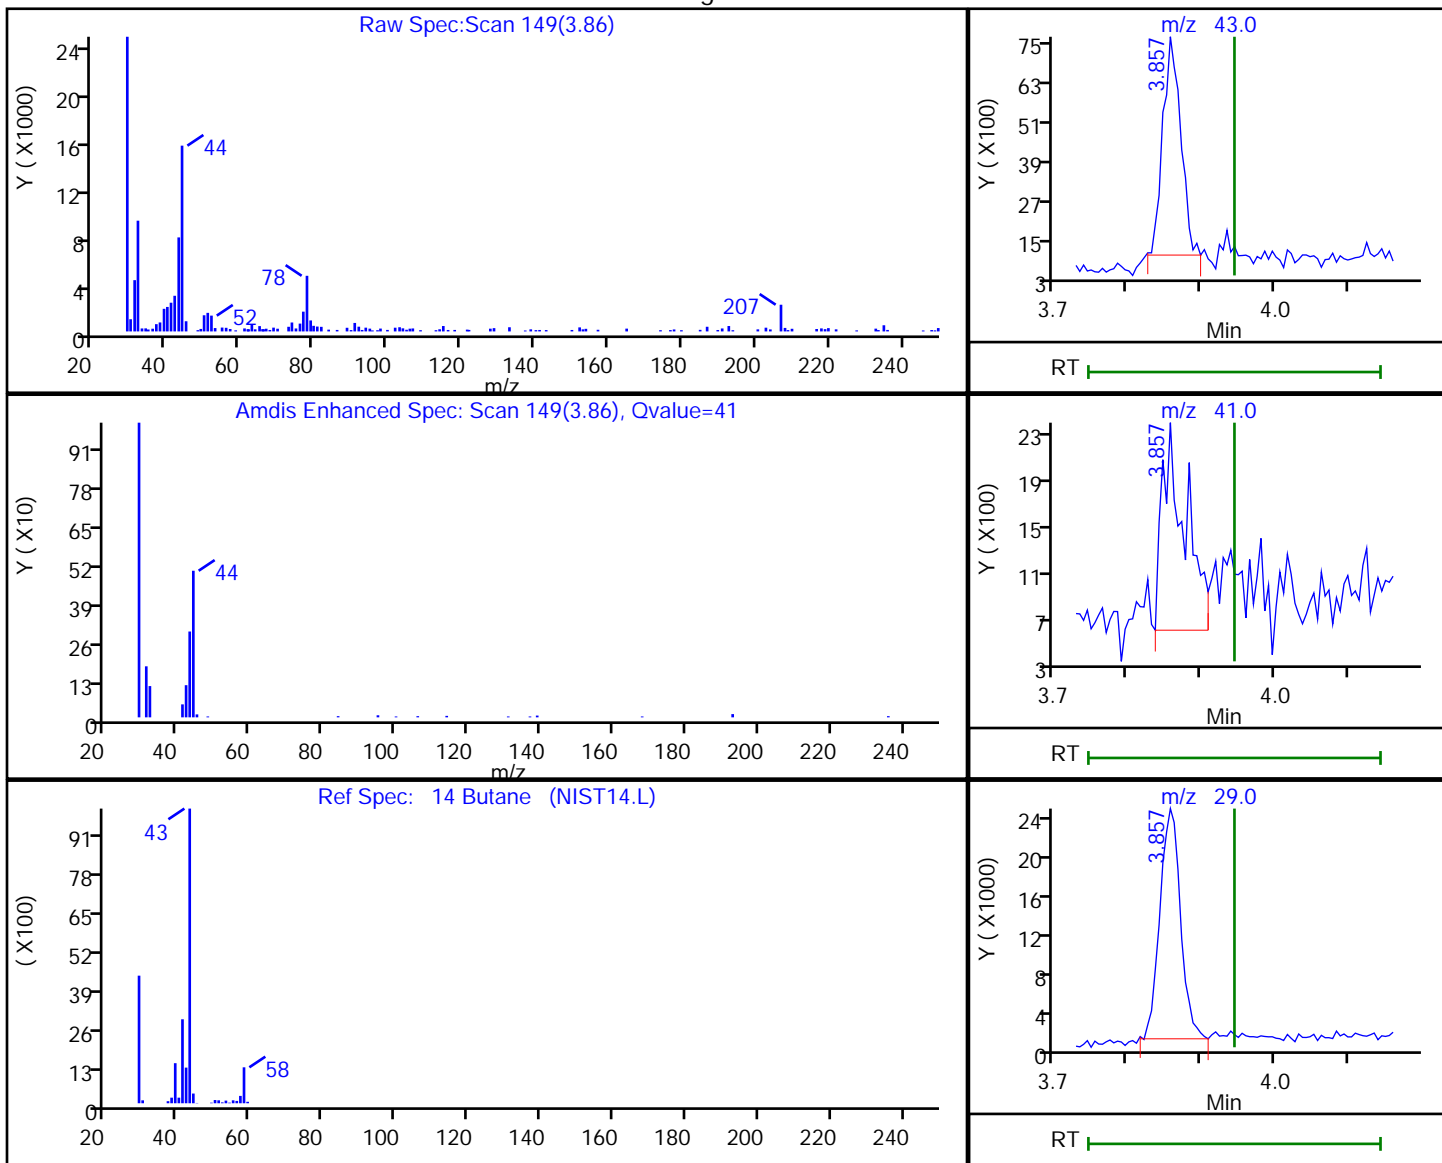 Raw Spec:Scan 149(3.86)
Y ( X1000)
24
20
16
12
8
4
0
44
78
52
207
20 40 60 80 100 120 140 160 180 200 220 240
m/z
m/z 43.0
Y ( X100)
75
63
51
39
27
15
3
3.857
3.7 4.0
Min
RT
Amdis Enhanced Spec: Scan 149(3.86), Qvalue=41
Y ( X10)
91
78
65
52
39
26
13
0
44
20 40 60 80 100 120 140 160 180 200 220 240
m/z
m/z 41.0
Y ( X100)
23
19
15
11
7
3
3.857
3.7 4.0
Min
RT
Ref Spec: 14 Butane (NIST14.L)
( X100)
91
78
65
52
39
26
13
0
43
58
20 40 60 80 100 120 140 160 180 200 220 240
m/z 29.0
Y ( X1000)
24
20
16
12
8
4
0
3.857
3.7 4.0
Min
RT